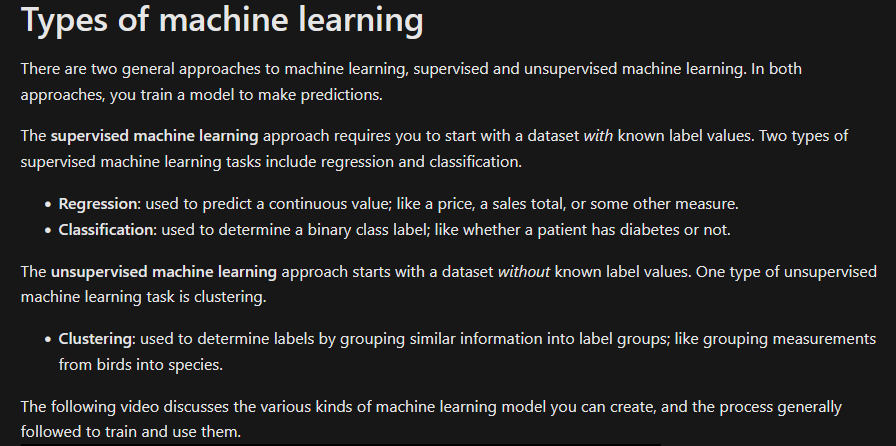 Types of machine learning
There are two general approaches to machine learning, supervised and unsupervised machine learning. In both
approaches, you train a model to make predictions.
The supervised machine learning approach requires you to start with a dataset with known label values. Two types of
supervised machine learning tasks include regression and classification.
• Regression: used to predict a continuous value; like a price, a sales total, or some other measure.
• Classification: used to determine a binary class label; like whether a patient has diabetes or not.
The unsupervised machine learning approach starts with a dataset without known label values. One type of unsupervised
machine learning task is clustering.
• Clustering: used to determine labels by grouping similar information into label groups; like grouping measurements
from birds into species.
The following video discusses the various kinds of machine learning model you can create, and the process generally
followed to train and use them.